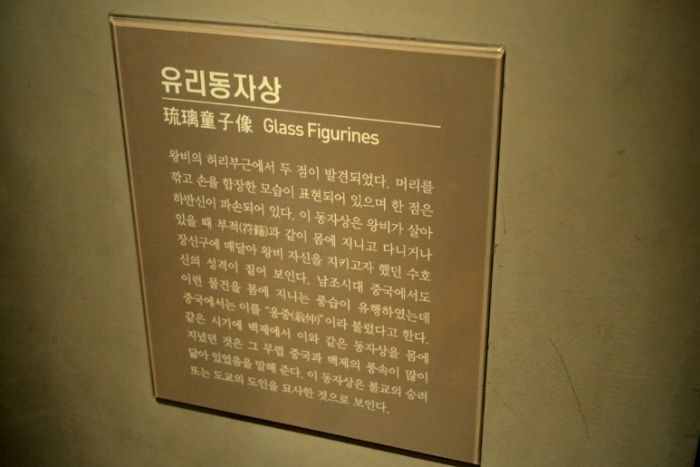 유리동자상
琉璃童子像 Glass Figurines
왕비의 허리부근에서 두 점이 발견되었다. 머리를
깎고 손을 합장한 모습이 표현되어 있으며 한 점은
하반신이 파손되어 있다. 이 동자상은 왕비가 살아
있을 때 부적(符籍)과 같이 몸에 지니고 다니거나
장신구에 매달아 왕비 자신을 지키고자 했던 수호
신의 성격이 짙어 보인다. 남조시대 중국에서도
이런 물건을 몸에 지니는 풍습이 유행하였는데
중국에서는 이를 “옹중(翁仲)”이라 불렀다고 한다.
같은 시기에 백제에서 이와 같은 동자상을 몸에
지녔던 것은 그 무렵 중국과 백제의 풍속이 많이
닮아 있었음을 말해 준다. 이 동자상은 불교의 승려
또는 도교의 도인을 묘사한 것으로 보인다.